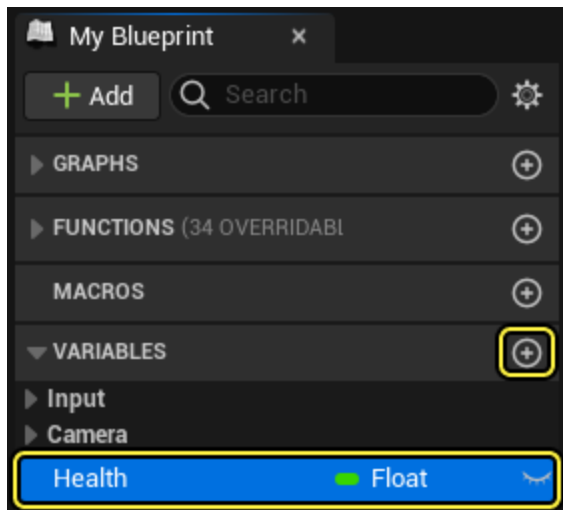 My Blueprint
Add
Search
GRAPHS
FUNCTIONS (34 OVERRIDABL
MACROS
VARIABLES
Input
Camera
Health Float